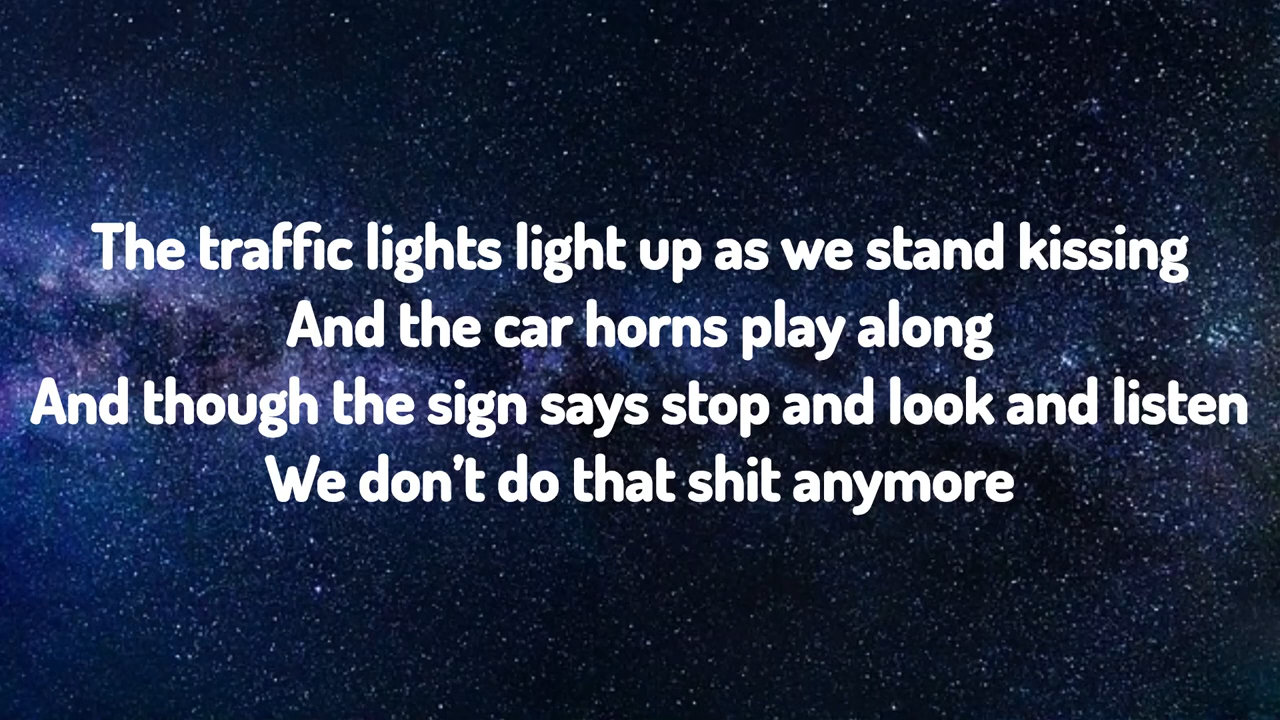 The traffic lights light up as we stand kissing
And the car horns play along
And though the sign says stop and look and listen
We don’t do that shit anymore